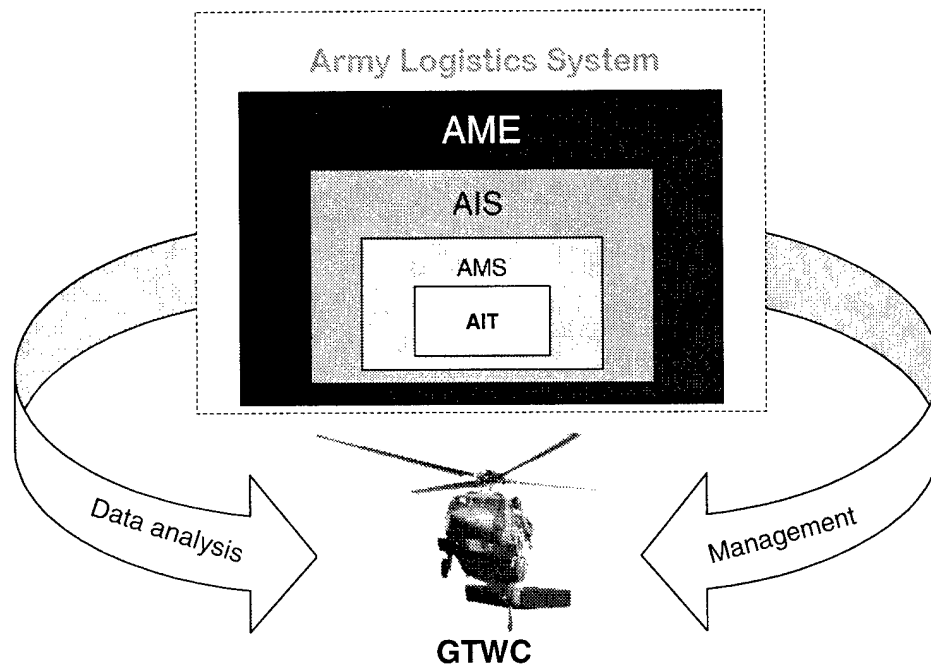 Army Logistics System
AME
AIS
AMS
AIT
Data analysis
Management
GTWC